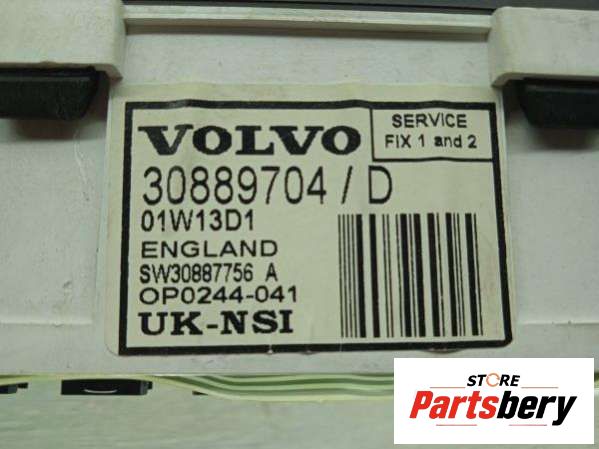 VOLVO
SERVICE
FIX 1 and 2
30889704 / D
01W13D1
ENGLAND
SW30887756 A
OP0244-041
UK-NSI
STORE
Partsbery